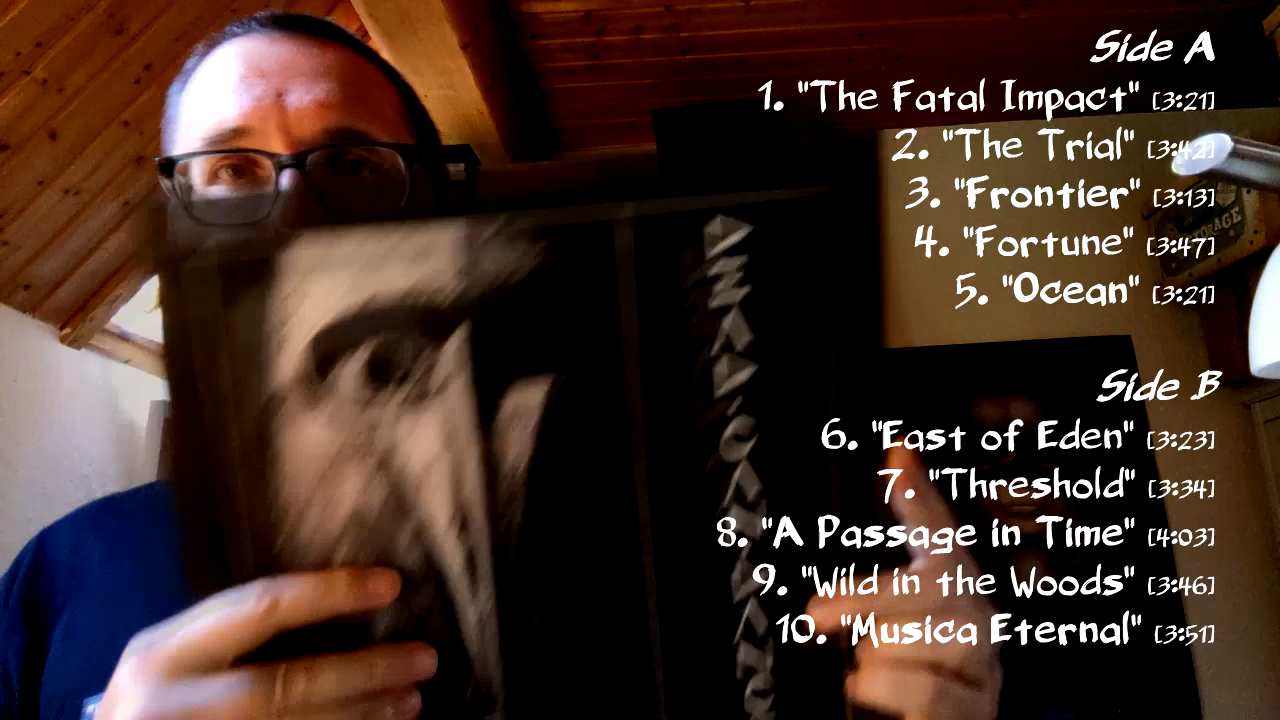 Side A
1. "The Fatal Impact" [3:21]
2. "The Trial" [3:42]
3. "Frontier" [3:13]
4. "Fortune" [3:47]
5. "Ocean" [3:21]
Side B
6. "East of Eden" [3:23]
7. "Threshold" [3:34]
8. "A Passage in Time" [4:03]
9. "Wild in the Woods" [3:46]
10. "Musica Eternal" [3:51]